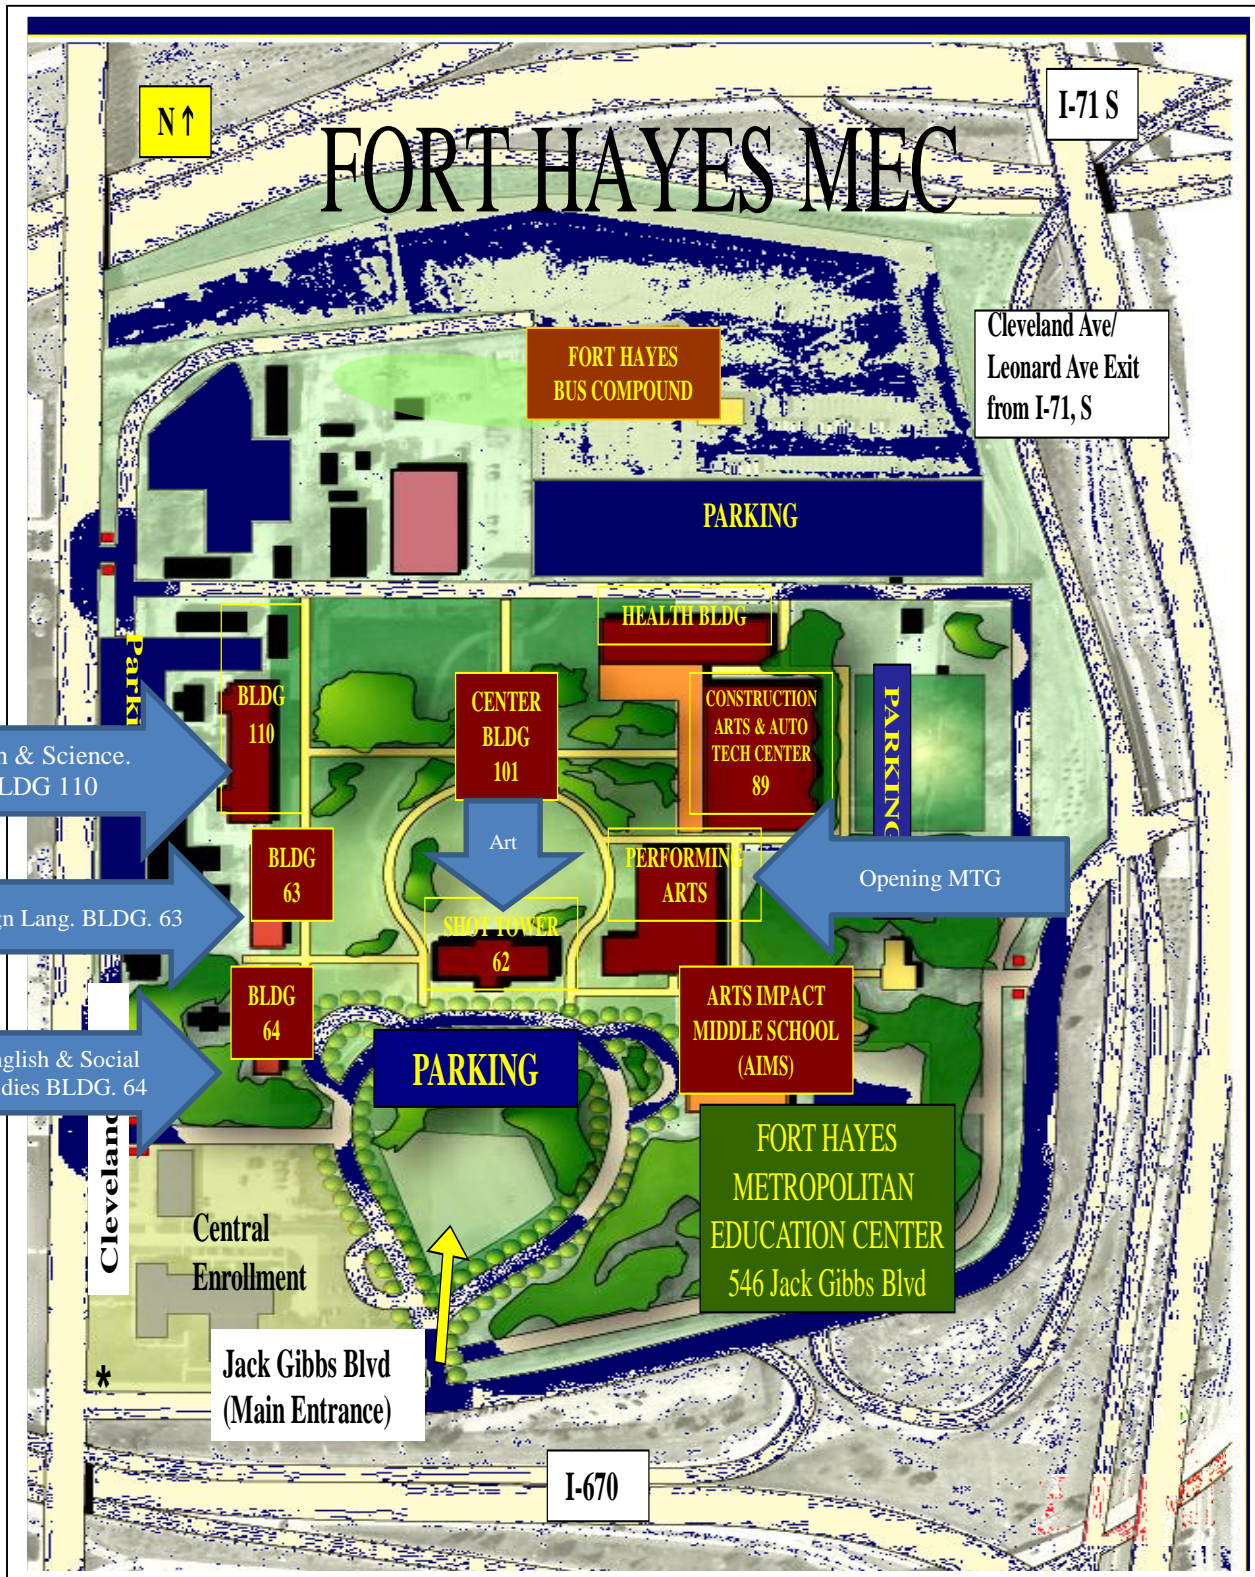 N ↑
I-71 S
FORT HAYES MEC
Cleveland Ave/
Leonard Ave Exit
from I-71, S
FORT HAYES
BUS COMPOUND
PARKING
HEALTH BLDG
Parki
BLDG
110
CENTER
BLDG
101
CONSTRUCTION
ARTS & AUTO
TECH CENTER
89
PARKING
& Science.
110
Art
BLDG
63
PERFORMING
ARTS
Opening MTG
Lang. BLDG. 63
SHOT TOWER
62
BLDG
64
ARTS IMPACT
MIDDLE SCHOOL
(AIMS)
& Social
BLDG. 64
PARKING
Cleveland
FORT HAYES
METROPOLITAN
EDUCATION CENTER
546 Jack Gibbs Blvd
Central
Enrollment
*
Jack Gibbs Blvd
(Main Entrance)
I-670